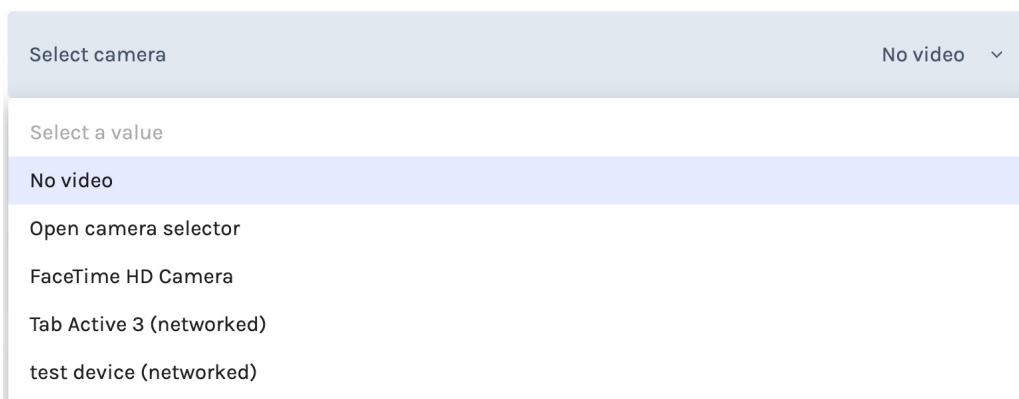 Select camera No video
Select a value
No video
Open camera selector
FaceTime HD Camera
Tab Active 3 (networked)
test device (networked)